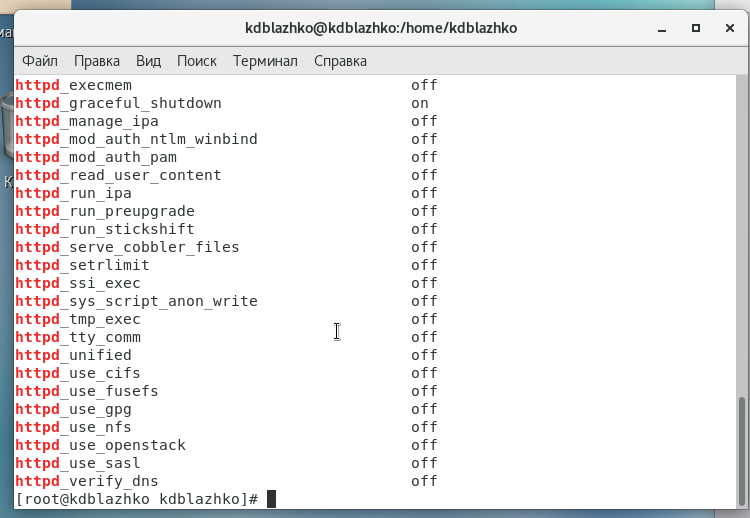 kdblazhko@kdblazhko:/home/kdblazhko
Файл Правка Вид Поиск Терминал Справка
httpd_execmem off
httpd_graceful_shutdown on
httpd_manage_ipa off
httpd_mod_auth_ntlm_winbind off
httpd_mod_auth_pam off
httpd_read_user_content off
httpd_run_ipa off
httpd_run_preupgrade off
httpd_run_stickshift off
httpd_serve_cobbler_files off
httpd_setrlimit off
httpd_ssi_exec off
httpd_sys_script_anon_write off
httpd_tmp_exec off
httpd_tty_comm off
httpd_unified off
httpd_use_cifs off
httpd_use_fusefs off
httpd_use_gpg off
httpd_use_nfs off
httpd_use_openstack off
httpd_use_sasl off
httpd_verify_dns off
[root@kdblazhko kdblazhko]#